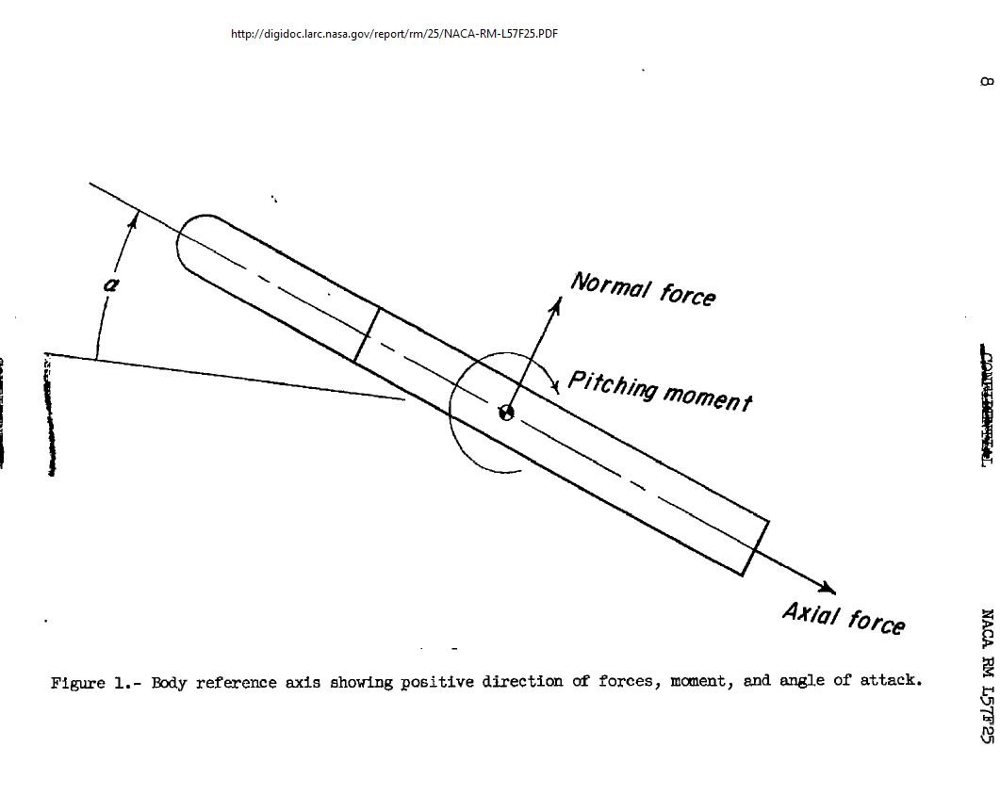 http://digidoc.larc.nasa.gov/report/rm/25/NACA-RM-L57F25.PDF
8
α
Normal force
Pitching moment
Axial force
CONFIDENTIAL
NACA RM L57F25
Figure 1.- Body reference axis showing positive direction of forces, moment, and angle of attack.